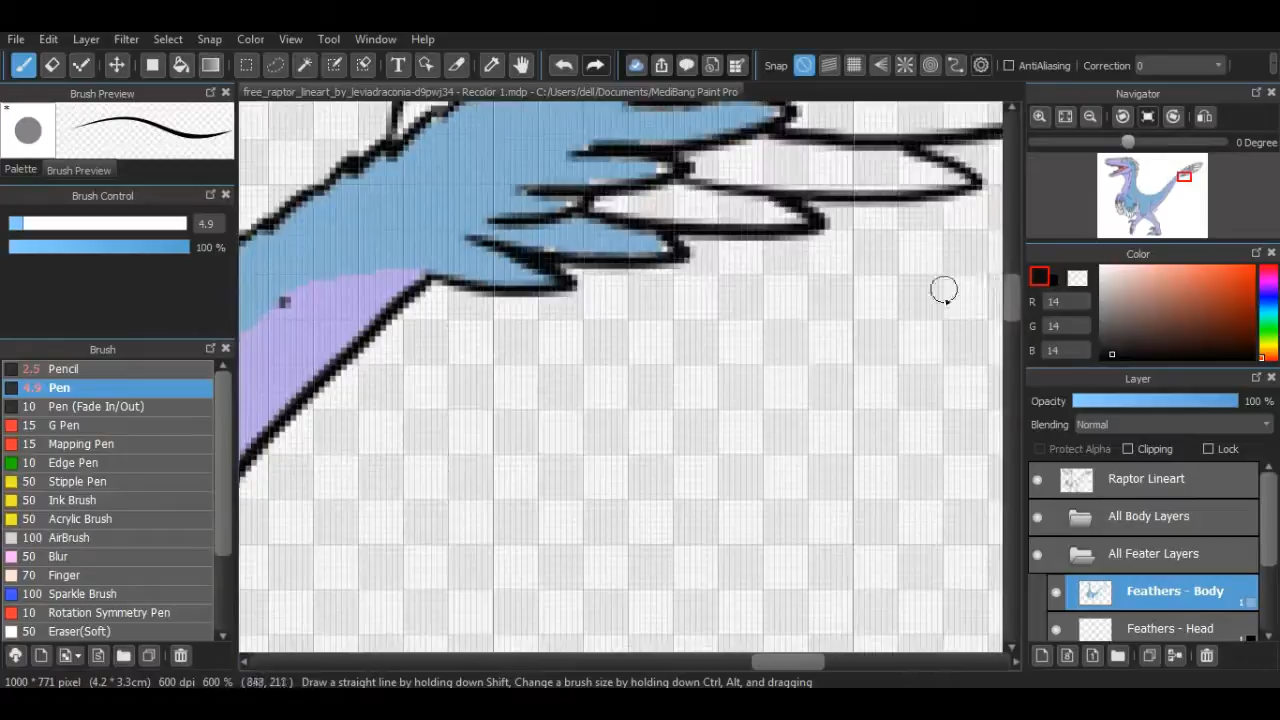 File Edit Layer Filter Select Snap Color View Tool Window Help
T Snap AntiAliasing Correction 0
Brush Preview
free_raptor_lineart_by_leviadraconia-d9pwj34 - Recolor 1.mdp - C:/Users/dell/Documents/MediBang Paint Pro
Navigator
*
0 Degree
Palette Brush Preview
Brush Control
4.9
100 %
Color
R 14
G 14
B 14
Brush
2.5 Pencil
4.9 Pen
10 Pen (Fade In/Out)
15 G Pen
15 Mapping Pen
10 Edge Pen
50 Stipple Pen
50 Ink Brush
50 Acrylic Brush
100 AirBrush
50 Blur
70 Finger
100 Sparkle Brush
10 Rotation Symmetry Pen
50 Eraser(Soft)
Layer
Opacity 100 %
Blending Normal
Protect Alpha Clipping Lock
Raptor Lineart
All Body Layers
All Feater Layers
Feathers - Body
1
Feathers - Head
1
8 1
1000 * 771 pixel (4.2 * 3.3cm) 600 dpi 600 % Draw a straight line by holding down Shift, Change a brush size by holding down Ctrl, Alt, and dragging